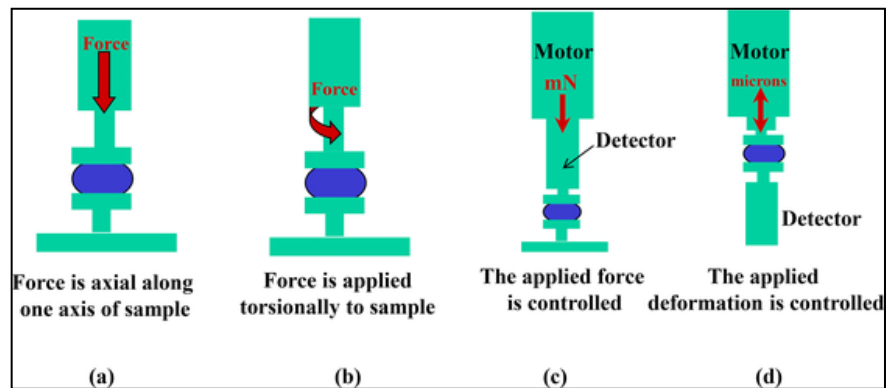 Force
Force is axial along
one axis of sample
(a)
Force
Force is applied
torsionally to sample
(b)
Motor
mN
Detector
The applied force
is controlled
(c)
Motor
microns
Detector
The applied
deformation is controlled
(d)